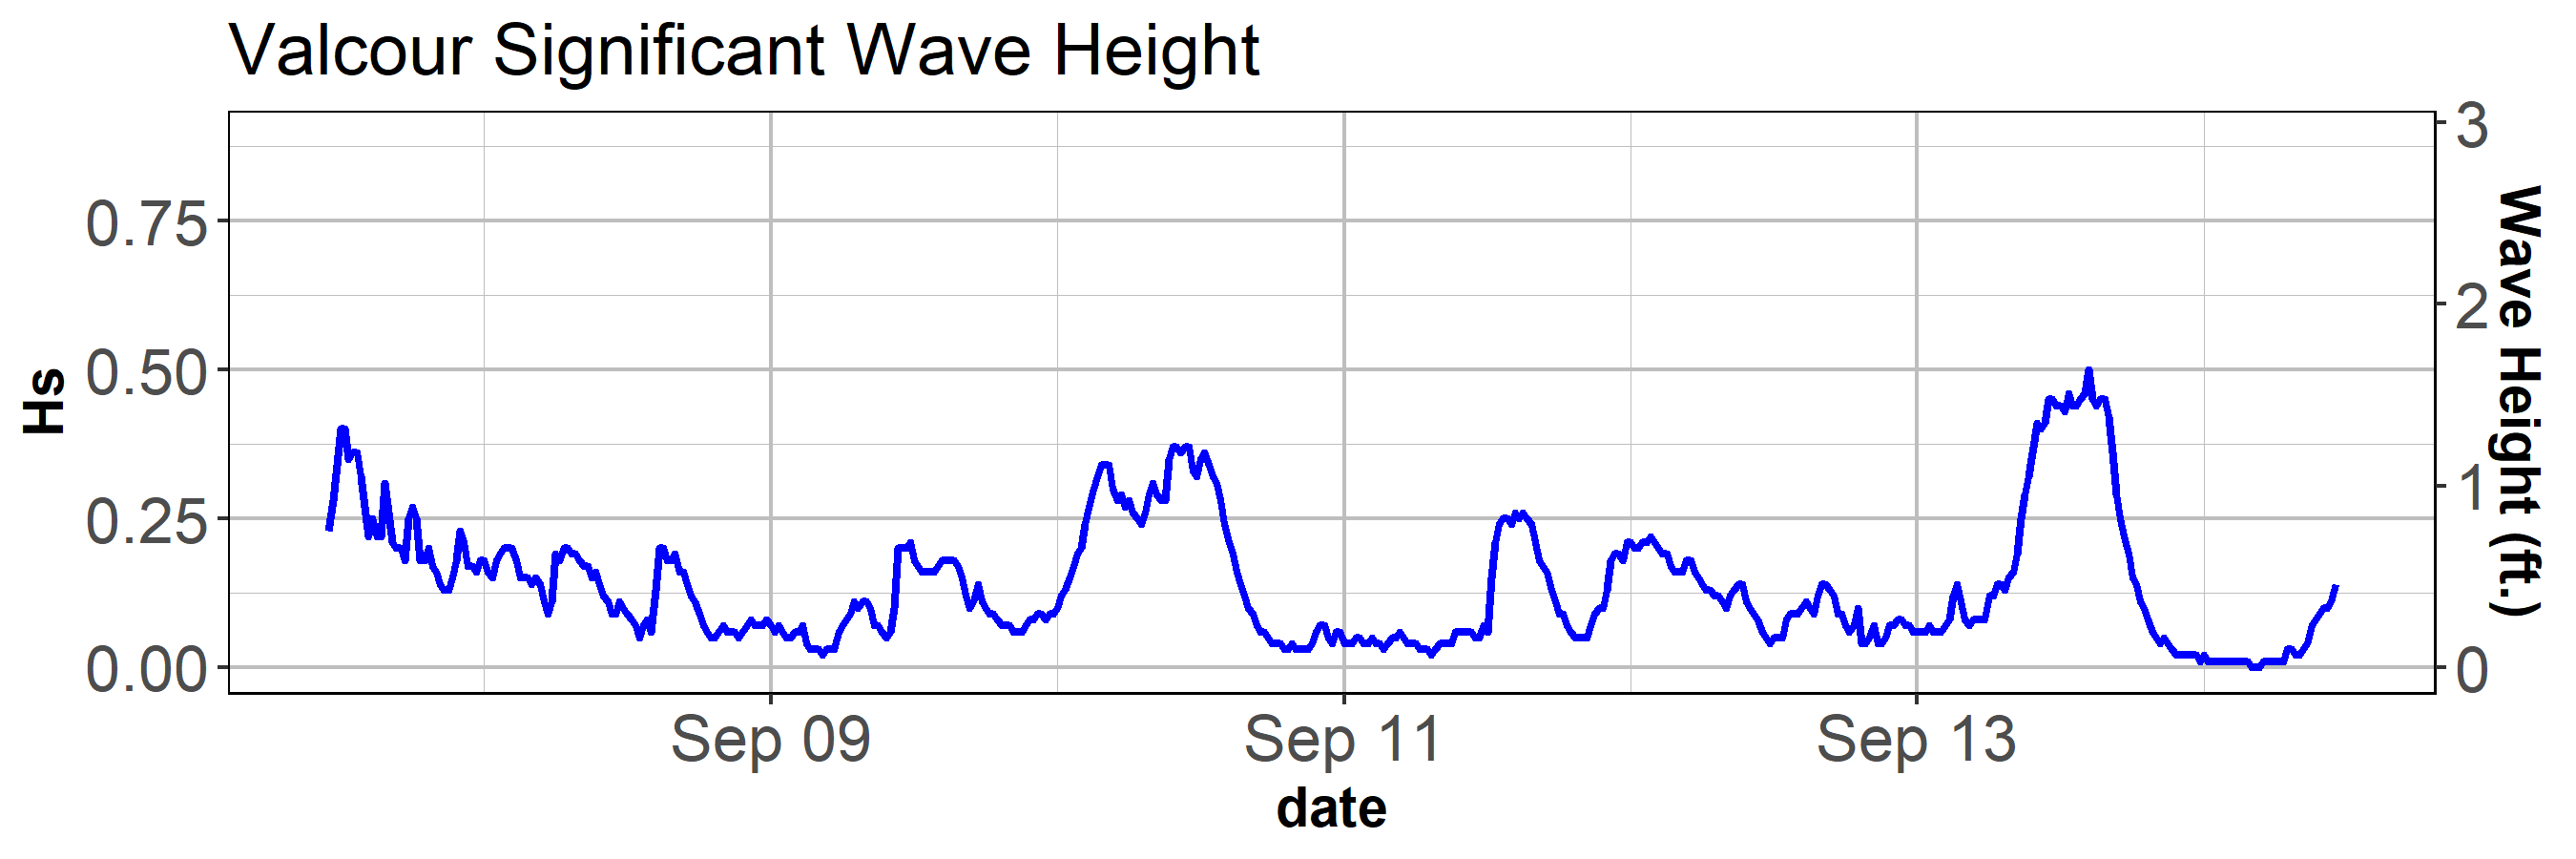 Valcour Significant Wave Height
Hs
0.75
0.50
0.25
0.00
3
2
1
0
Wave Height (ft.)
Sep 09
Sep 11
Sep 13
date